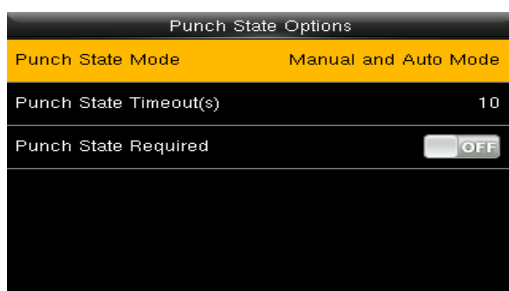 Punch State Options
Punch State Mode Manual and Auto Mode
Punch State Timeout(s) 10
Punch State Required OFF